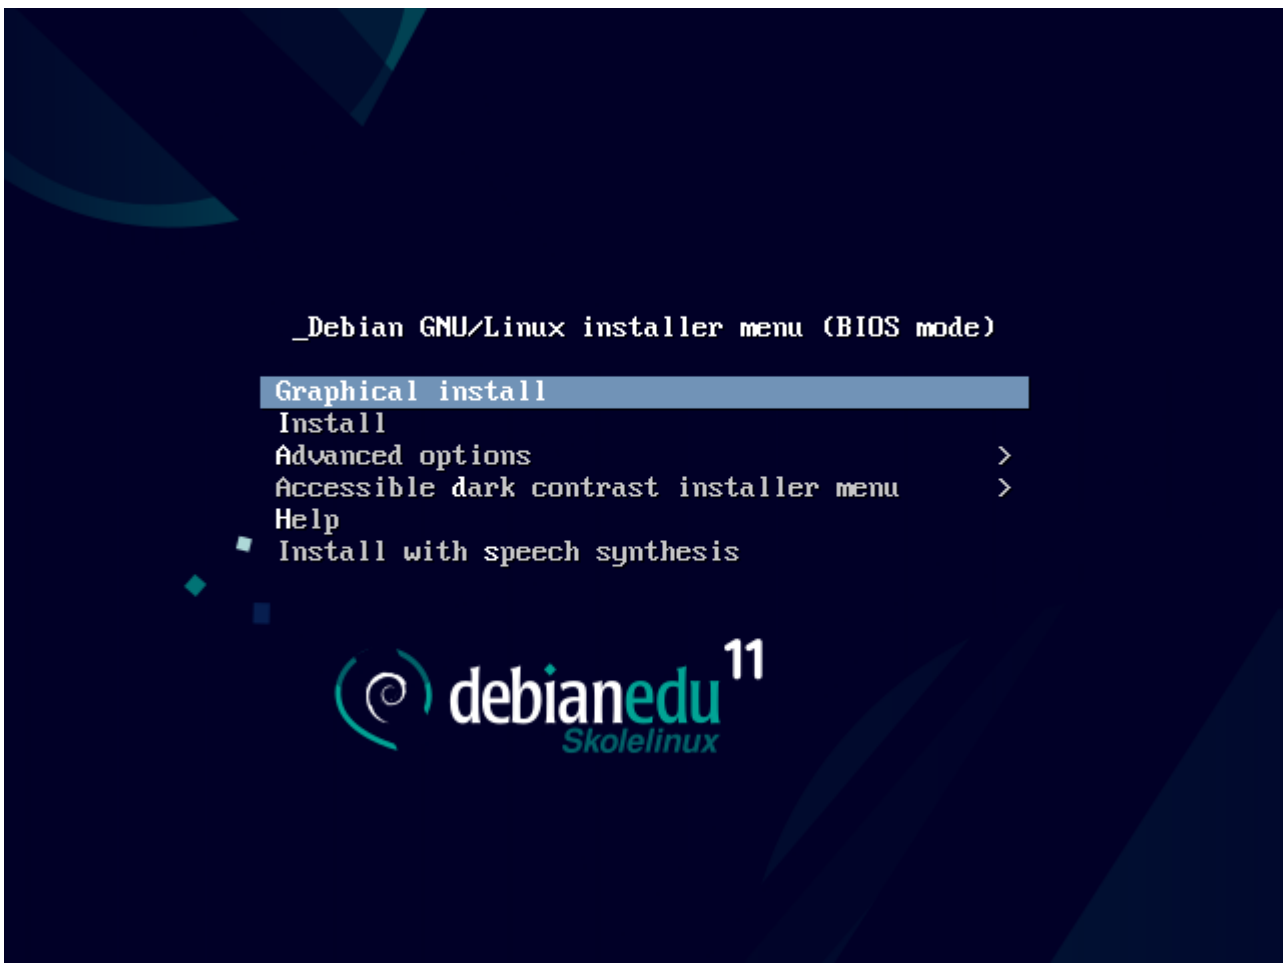 _Debian GNU/Linux installer menu (BIOS mode)
Graphical install
Install
Advanced options >
Accessible dark contrast installer menu >
Help
Install with speech synthesis
debianedu 11
Skolelinux